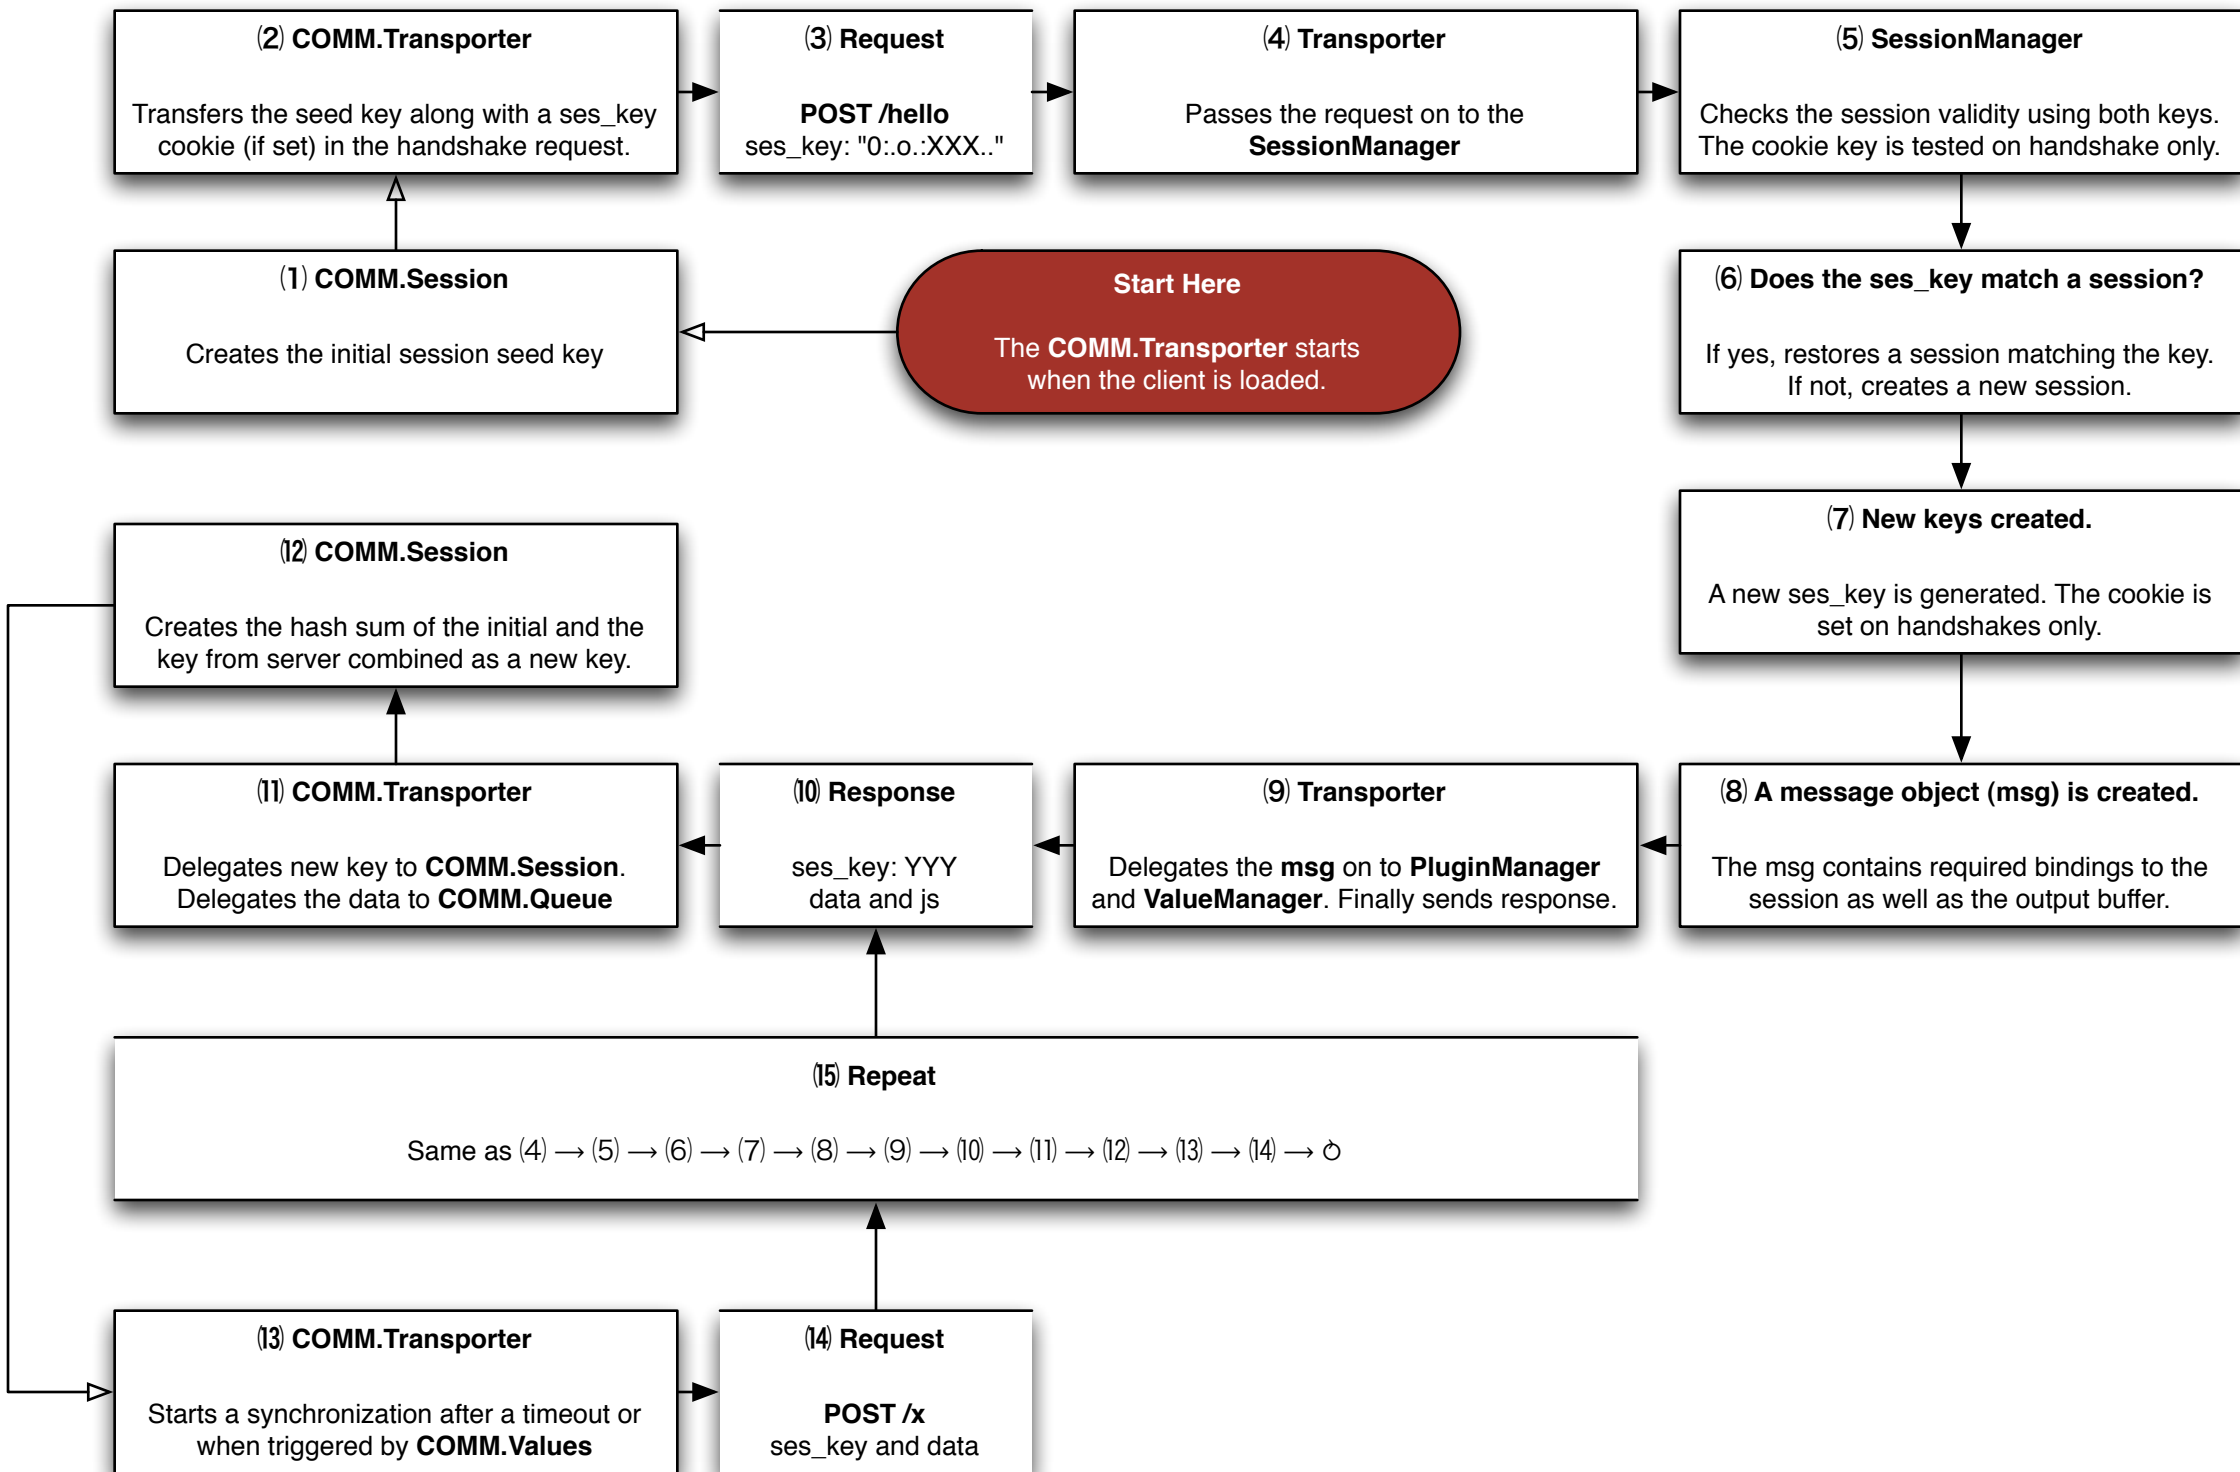 (2) COMM.Transporter
Transfers the seed key along with a ses_key
cookie (if set) in the handshake request.
(3) Request
POST /hello
ses_key: "0:.o.:XXX.."
(4) Transporter
Passes the request on to the
SessionManager
(5) SessionManager
Checks the session validity using both keys.
The cookie key is tested on handshake only.
(1) COMM.Session
Creates the initial session seed key
Start Here
The COMM.Transporter starts
when the client is loaded.
(6) Does the ses_key match a session?
If yes, restores a session matching the key.
If not, creates a new session.
(7) New keys created.
A new ses_key is generated. The cookie is
set on handshakes only.
(12) COMM.Session
Creates the hash sum of the initial and the
key from server combined as a new key.
(11) COMM.Transporter
Delegates new key to COMM.Session.
Delegates the data to COMM.Queue
(10) Response
ses_key: YYY
data and js
(9) Transporter
Delegates the msg on to PluginManager
and ValueManager. Finally sends response.
(8) A message object (msg) is created.
The msg contains required bindings to the
session as well as the output buffer.
(15) Repeat
Same as (4) → (5) → (6) → (7) → (8) → (9) → (10) → (11) → (12) → (13) → (14) → ↻
(13) COMM.Transporter
Starts a synchronization after a timeout or
when triggered by COMM.Values
(14) Request
POST /x
ses_key and data